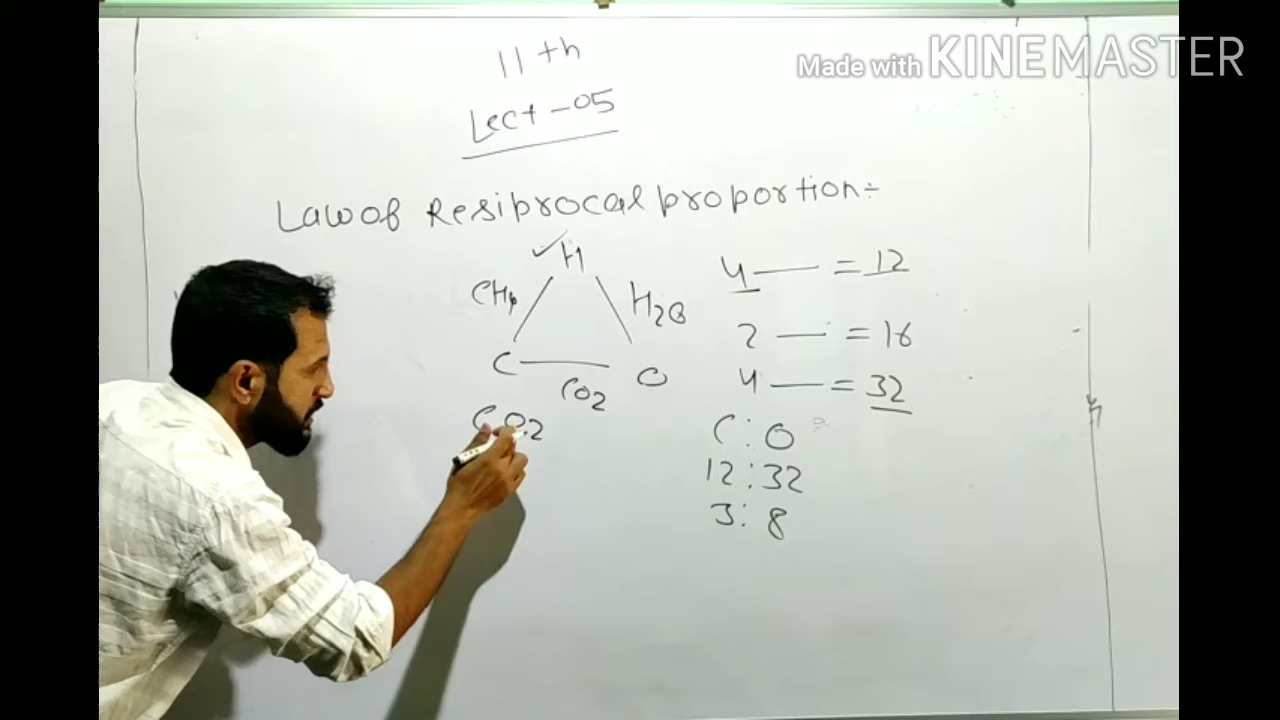 Made with KINEMASTER
11th
Lect-05
Law of Resiprocal proportion÷
H
CH4
H2O
C
O
CO2
CO2
4 — = 12
2 — = 16
4 — = 32
C : O
12 : 32
3 : 8